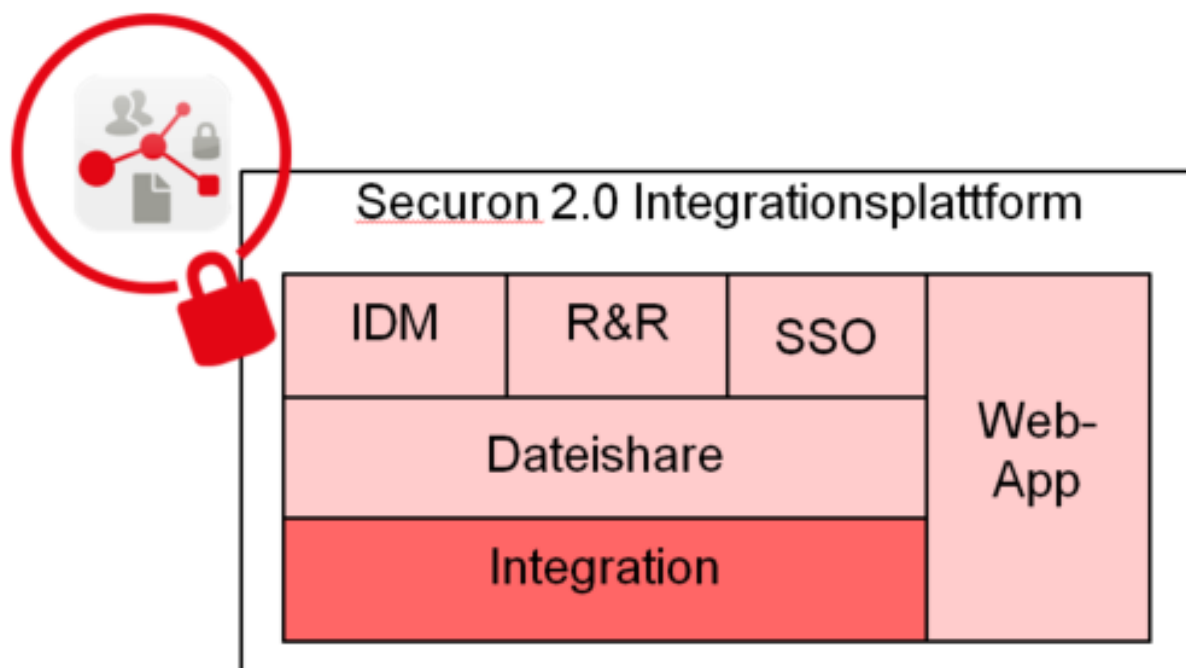 Securon 2.0 Integrationsplattform
IDM
R&R
SSO
Dateishare
Integration
Web-
App